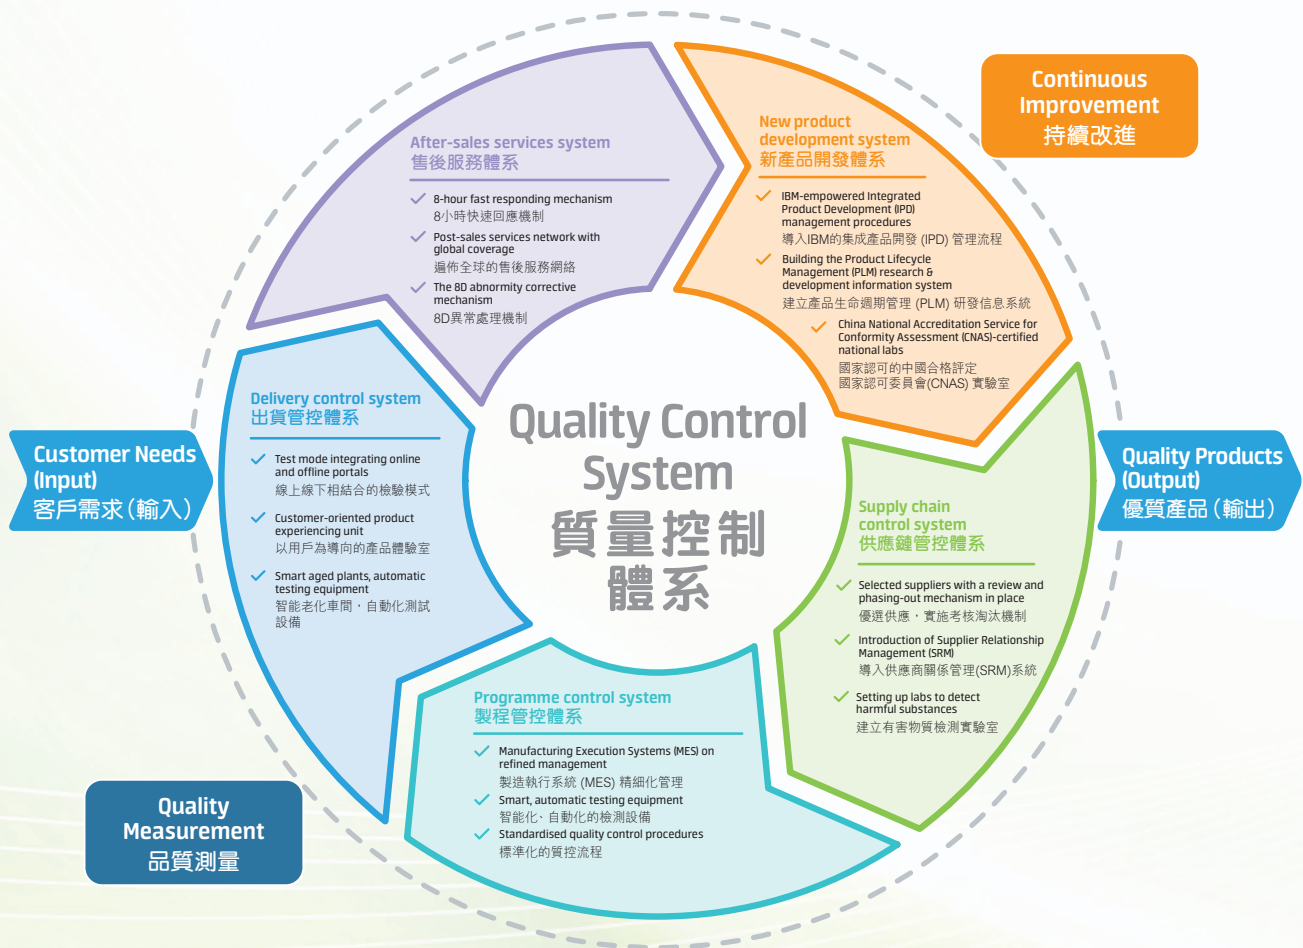 Continuous
Improvement
持續改進
After-sales services system
售後服務體系
8-hour fast responding mechanism
8小時快速回應機制
Post-sales services network with
global coverage
遍佈全球的售後服務網絡
The 8D abnormity corrective
mechanism
8D異常處理機制
New product
development system
新產品開發體系
IBM-empowered Integrated
Product Development (IPD)
management procedures
導入IBM的集成產品開發 (IPD) 管理流程
Building the Product Lifecycle
Management (PLM) research &
development information system
建立產品生命週期管理 (PLM) 研發信息系統
China National Accreditation Service for
Conformity Assessment (CNAS)-certified
national labs
國家認可的中國合格評定
國家認可委員會(CNAS) 實驗室
Delivery control system
出貨管控體系
Test mode integrating online
and offline portals
線上線下相結合的檢驗模式
Customer-oriented product
experiencing unit
以用戶為導向的產品體驗室
Smart aged plants, automatic
testing equipment
智能老化車間，自動化測試
設備
Customer Needs
(Input)
客戶需求（輸入）
Quality Control
System
質量控制
體系
Quality Products
(Output)
優質產品（輸出）
Supply chain
control system
供應鏈管控體系
Selected suppliers with a review and
phasing-out mechanism in place
優選供應，實施考核淘汰機制
Introduction of Supplier Relationship
Management (SRM)
導入供應商關係管理(SRM)系統
Setting up labs to detect
harmful substances
建立有害物質檢測實驗室
Programme control system
製程管控體系
Manufacturing Execution Systems (MES) on
refined management
製造執行系統 (MES) 精細化管理
Smart, automatic testing equipment
智能化、自動化的檢測設備
Standardised quality control procedures
標準化的質控流程
Quality
Measurement
品質測量